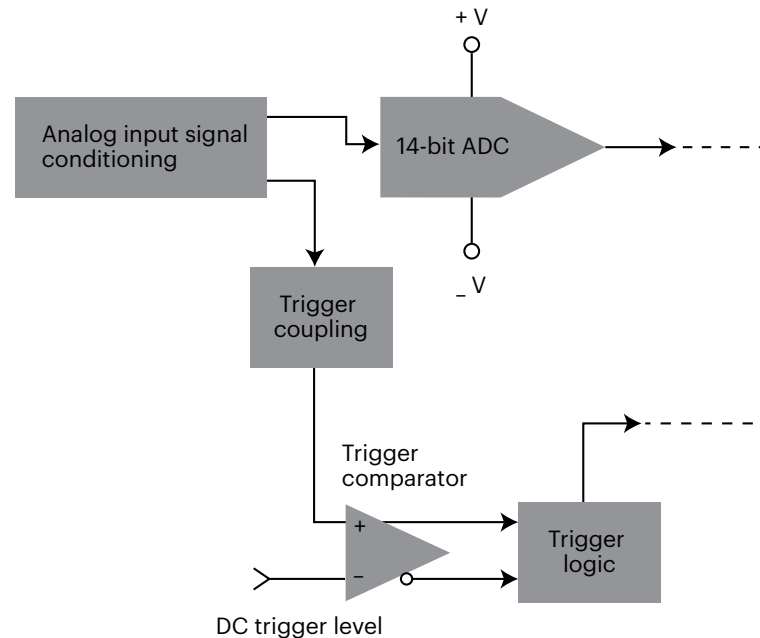 + V
Analog input signal
conditioning
14-bit ADC
– V
Trigger
coupling
Trigger
comparator
+
–
Trigger
logic
DC trigger level